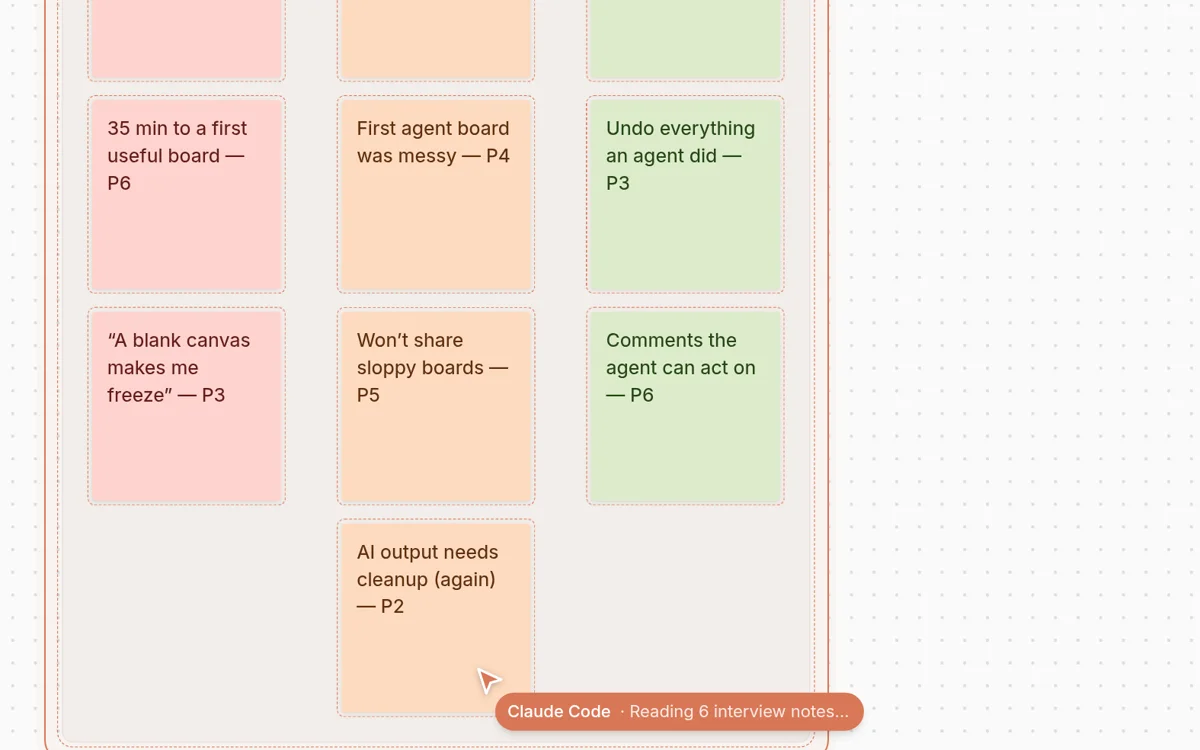 35 min to a first
useful board —
P6
First agent board
was messy — P4
Undo everything
an agent did —
P3
“A blank canvas
makes me
freeze” — P3
Won’t share
sloppy boards —
P5
Comments the
agent can act on
— P6
AI output needs
cleanup (again)
— P2
Claude Code · Reading 6 interview notes...